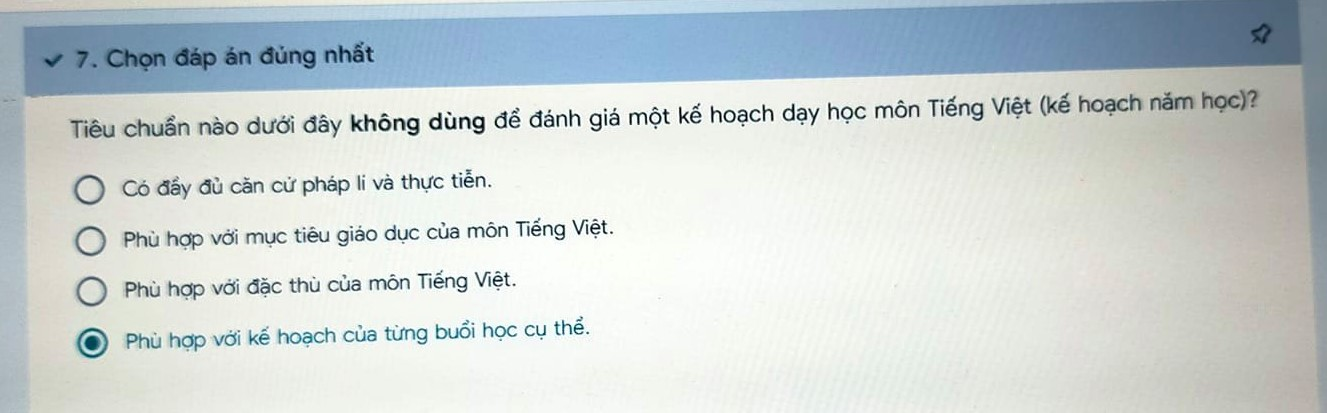 7. Chọn đáp án đúng nhất
Tiêu chuẩn nào dưới đây không dùng để đánh giá một kế hoạch dạy học môn Tiếng Việt (kế hoạch năm học)?
Có đầy đủ căn cứ pháp lí và thực tiễn.
Phù hợp với mục tiêu giáo dục của môn Tiếng Việt.
Phù hợp với đặc thù của môn Tiếng Việt.
Phù hợp với kế hoạch của từng buổi học cụ thể.